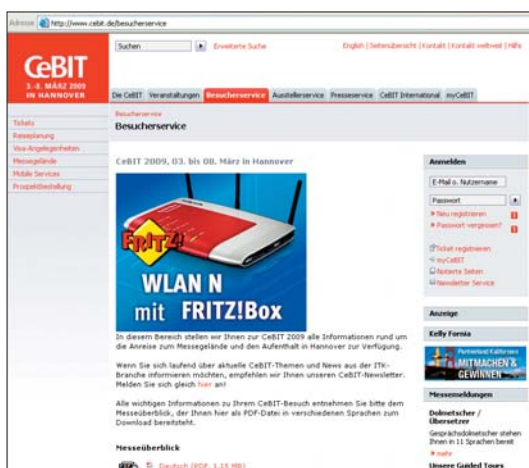 Adresse http://www.cebit.de/besucherservice
Suchen
Erweiterte Suche
English | Seitenübersicht | Kontakt | Kontakt weltweit | Hilfe
CeBIT
3.-8. MÄRZ 2009
IN HANNOVER
Die CeBIT Veranstaltungen Besucherservice Ausstellerservice Presseservice CeBIT International myCeBIT
Tickets
Reiseplanung
Visa-Angelegenheiten
Messegelände
Mobile Services
Prospektbestellung
Besucherservice
Besucherservice
CeBIT 2009, 03. bis 08. März in Hannover
FRITZ!
WLAN N
mit FRITZ!Box
In diesem Bereich stellen wir Ihnen zur CeBIT 2009 alle Informationen rund um
die Anreise zum Messegelände und den Aufenthalt in Hannover zur Verfügung.
Wenn Sie sich laufend über aktuelle CeBIT-Themen und News aus der ITK-
Branche informieren möchten, empfehlen wir Ihnen unseren CeBIT-Newsletter.
Melden Sie sich gleich hier an!
Alle wichtigen Informationen zu Ihrem CeBIT-Besuch entnehmen Sie bitte dem
Messeüberblick, der Ihnen hier als PDF-Datei in verschiedenen Sprachen zum
Download bereitsteht.
Messeüberblick
Deutsch (PDF, 1.15 MB)
Anmelden
E-Mail o. Nutzername
Passwort
Neu registrieren
Passwort vergessen?
Ticket registrieren
myCeBIT
Notierte Seiten
Newsletter Service
Anzeige
Kelly Fornia
Partnerland Kalifornien
MITMACHEN &
GEWINNEN
Messemeldungen
Dolmetscher /
Übersetzer
Gesprächsdolmetscher stehen
Ihnen in 11 Sprachen bereit
mehr
Unsere Guided Tours